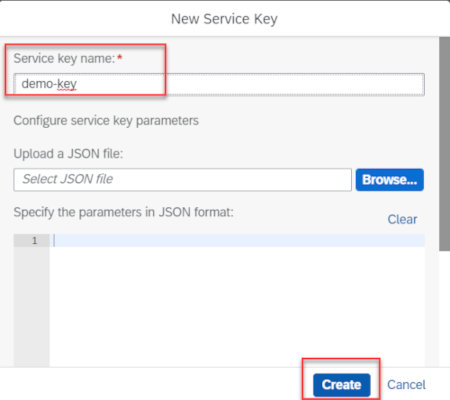 New Service Key
Service key name:*
demo-key
Configure service key parameters
Upload a JSON file:
Select JSON file
Browse...
Specify the parameters in JSON format:
Clear
1
Create
Cancel